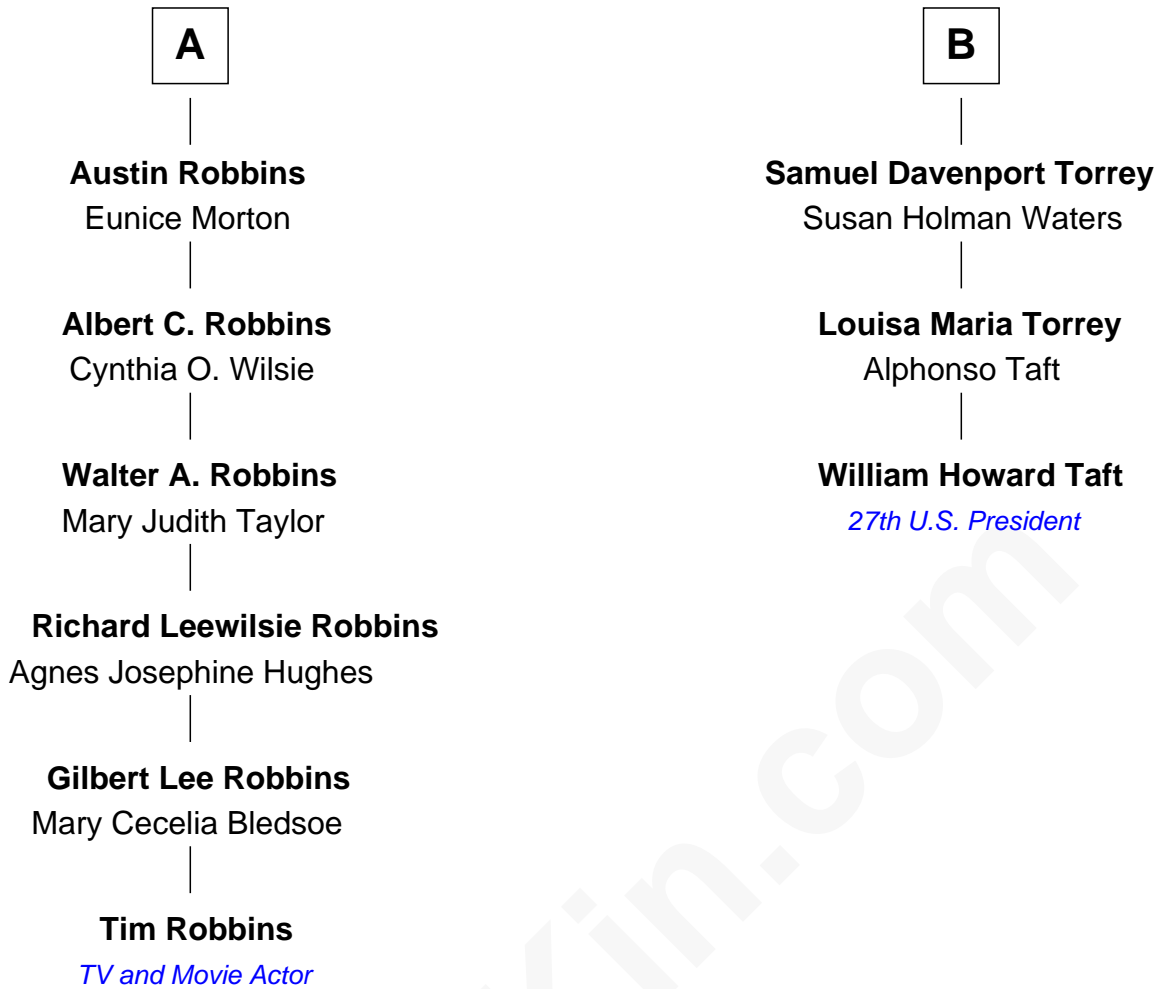 A
Austin Robbins
Eunice Morton
Albert C. Robbins
Cynthia O. Wilsie
Walter A. Robbins
Mary Judith Taylor
Richard Leewilsie Robbins
Agnes Josephine Hughes
Gilbert Lee Robbins
Mary Cecelia Bledsoe
Tim Robbins
TV and Movie Actor
B
Samuel Davenport Torrey
Susan Holman Waters
Louisa Maria Torrey
Alphonso Taft
William Howard Taft
27th U.S. President